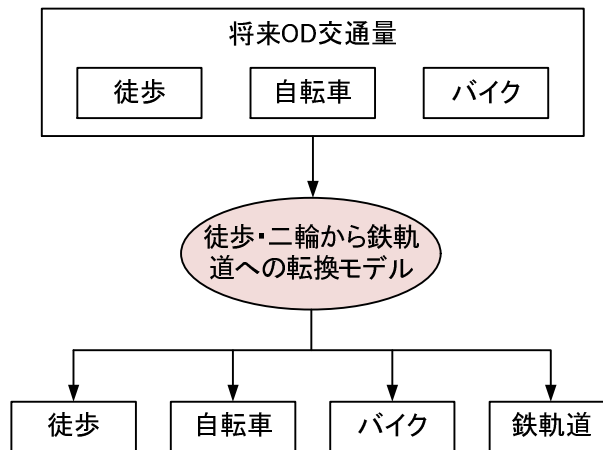 将来OD交通量
徒歩
自転車
バイク
徒歩・二輪から鉄軌
道への転換モデル
徒歩
自転車
バイク
鉄軌道